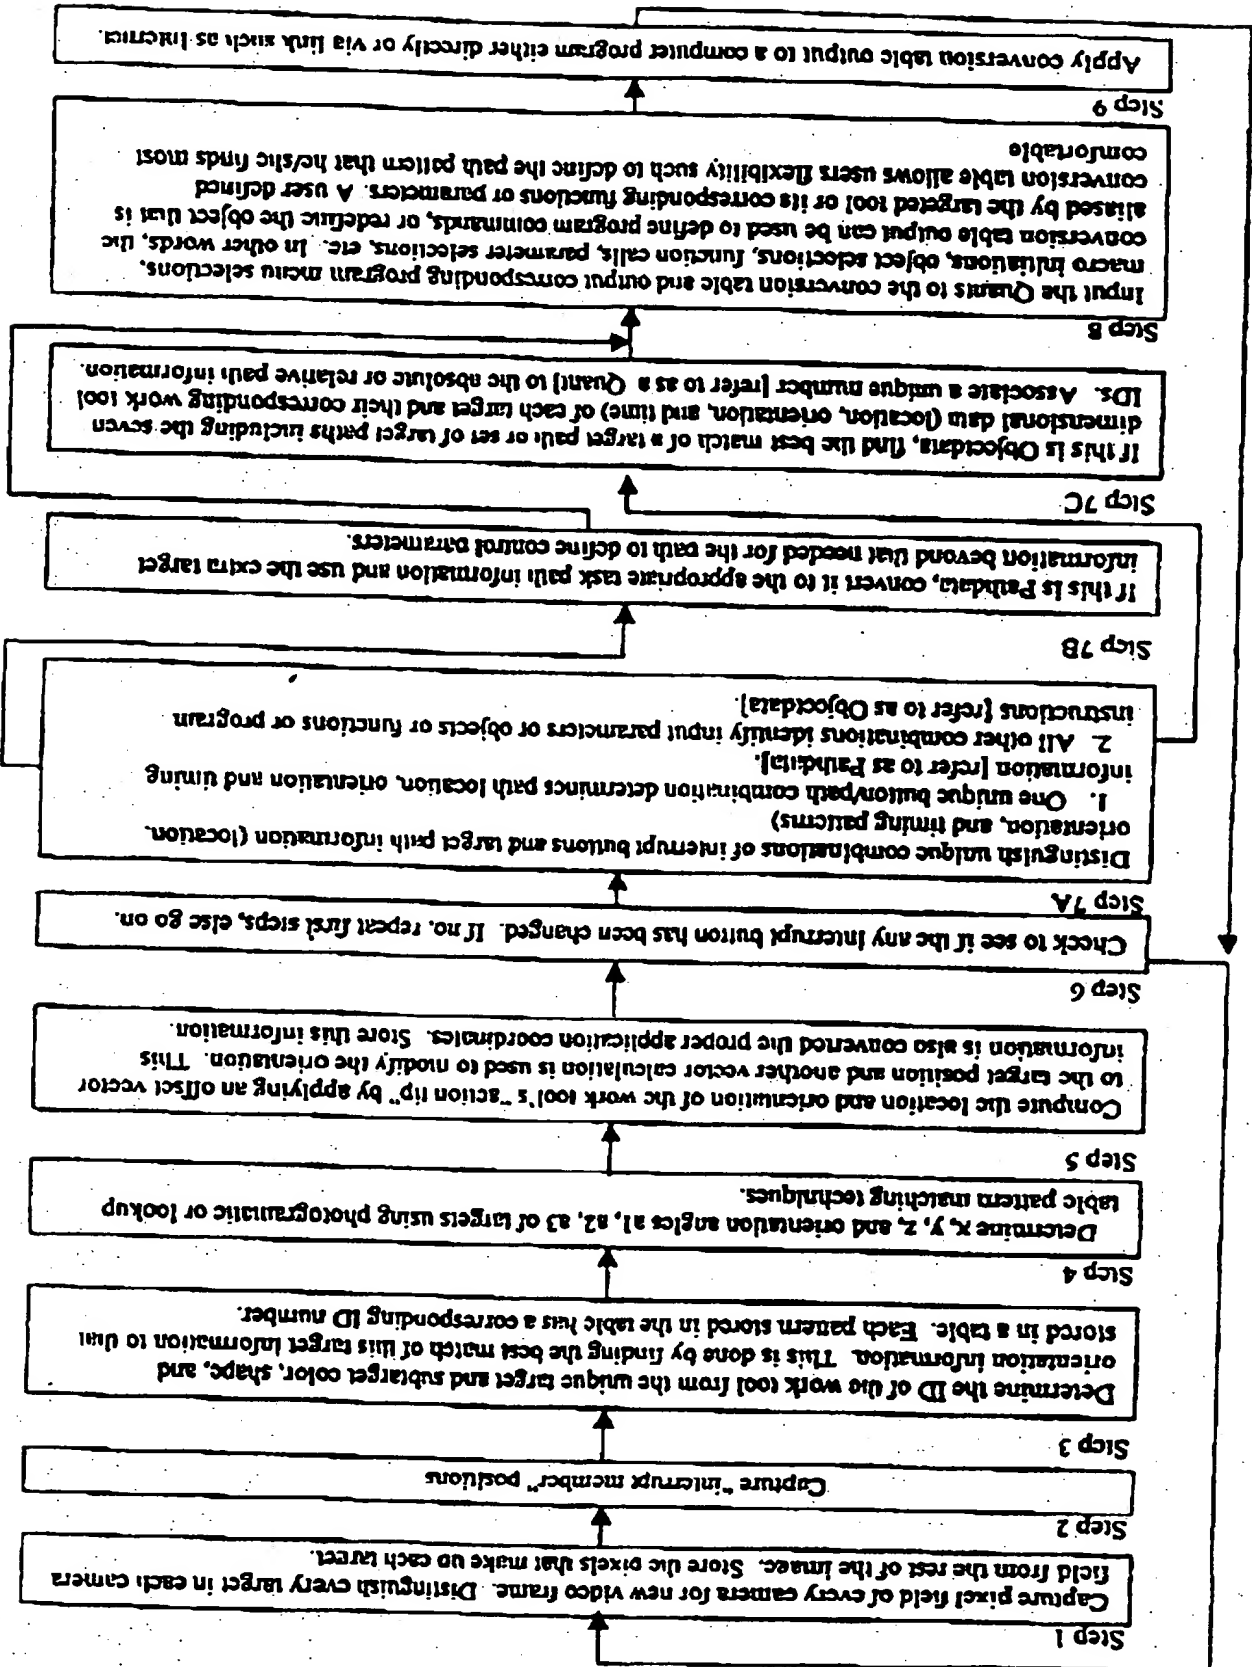 Step 1
Capture pixel field of every camera for new video frame. Distinguish every target in each camera
field from the rest of the image. Store the pixels that make up each target.
Step 2
Capture "interrupt member" positions
Step 3
Determine the ID of the work tool from the unique target and subtarget color, shape, and
orientation information. This is done by finding the best match of this target information to that
stored in a table. Each pattern stored in the table has a corresponding ID number.
Step 4
Determine x, y, z, and orientation angles a1, a2, a3 of targets using photogramatic or lookup
table pattern matching techniques.
Step 5
Compute the location and orientation of the work tool's "action tip" by applying an offset vector
to the target position and another vector calculation is used to modify the orientation. This
information is also converted the proper application coordinates. Store this information.
Step 6
Check to see if the any interrupt button has been changed. If no, repeat first steps, else go on.
Step 7A
Distinguish unique combinations of interrupt buttons and target path information (location,
orientation, and timing patterns)
1. One unique button/path combination determines path location, orientation and timing
information [refer to as Pathdata].
2. All other combinations identify input parameters or objects or functions or program
instructions [refer to as Objectdata].
Step 7B
If this is Pathdata, convert it to the appropriate task path information and use the extra target
information beyond that needed for the path to define control parameters.
Step 7C
If this is Objectdata, find the best match of a target path or set of target paths including the seven
dimensional data (location, orientation, and time) of each target and their corresponding work tool
IDs. Associate a unique number [refer to as a Quant] to the absolute or relative path information.
Step 8
Input the Quants to the conversion table and output corresponding program menu selections,
macro initiations, object selections, function calls, parameter selections, etc. In other words, the
conversion table output can be used to define program commands, or redefine the object that is
aliased by the targeted tool or its corresponding functions or parameters. A user defined
conversion table allows users flexibility such to define the path pattern that he/she finds most
comfortable
Step 9
Apply conversion table output to a computer program either directly or via link such as Internet.